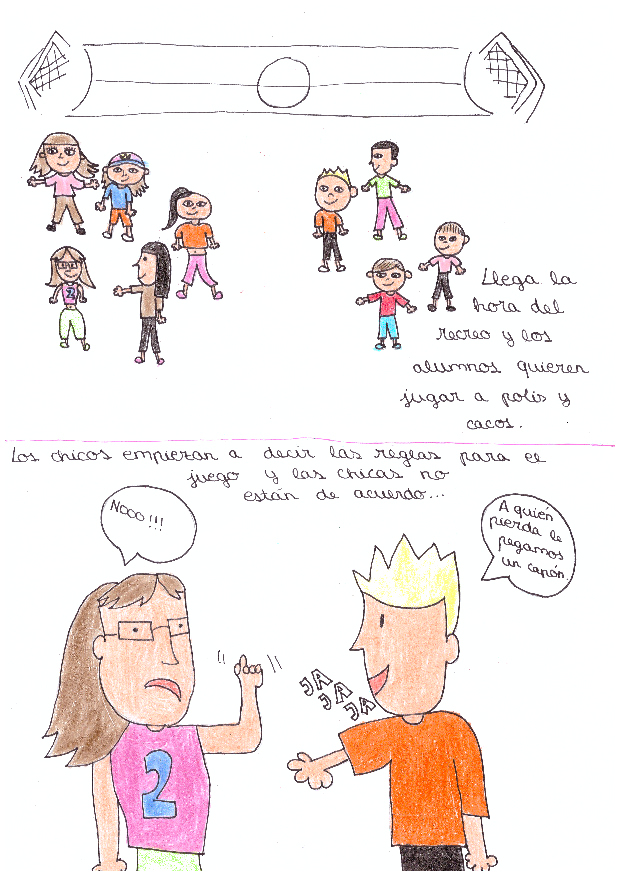 Llega la
hora del
recreo y los
alumnos quieren
jugar a polis y
cacos.
Los chicos empiezan a decir las reglas para el
juego y las chicas no
están de acuerdo...
NOOO!!!
A quién
pierda le
pegamos
un capón.
JA
JA
JA
2
2